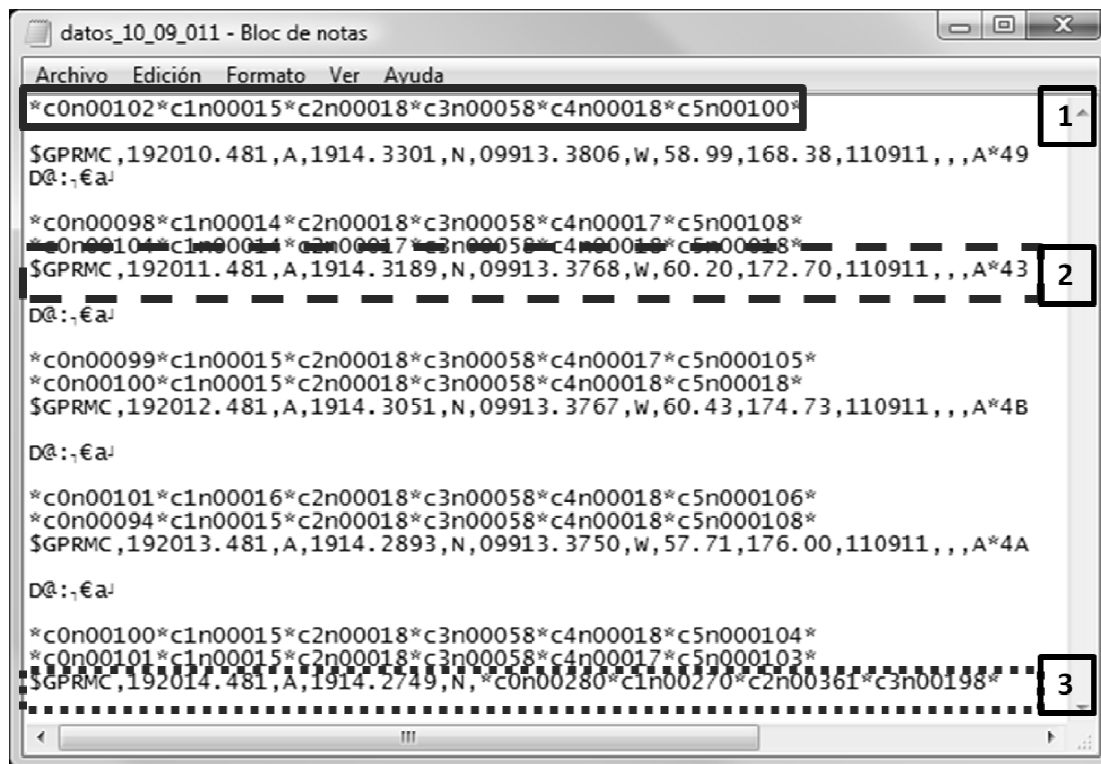 datos_10_09_011 - Bloc de notas
Archivo Edición Formato Ver Ayuda
*c0n00102*c1n00015*c2n00018*c3n00058*c4n00018*c5n00100*
1
$GPRMC,192010.481,A,1914.3301,N,09913.3806,W,58.99,168.38,110911,,,A*49
D@:┐€a┘
*c0n00098*c1n00014*c2n00018*c3n00058*c4n00017*c5n00108*
*c0n00104*c1n00014*c2n00017*c3n00058*c4n00018*c5n00018*
$GPRMC,192011.481,A,1914.3189,N,09913.3768,W,60.20,172.70,110911,,,A*43
2
D@:┐€a┘
*c0n00099*c1n00015*c2n00018*c3n00058*c4n00017*c5n000105*
*c0n00100*c1n00015*c2n00018*c3n00058*c4n00018*c5n00018*
$GPRMC,192012.481,A,1914.3051,N,09913.3767,W,60.43,174.73,110911,,,A*4B
D@:┐€a┘
*c0n00101*c1n00016*c2n00018*c3n00058*c4n00018*c5n000106*
*c0n00094*c1n00015*c2n00018*c3n00058*c4n00018*c5n000108*
$GPRMC,192013.481,A,1914.2893,N,09913.3750,W,57.71,176.00,110911,,,A*4A
D@:┐€a┘
*c0n00100*c1n00015*c2n00018*c3n00058*c4n00018*c5n000104*
*c0n00101*c1n00015*c2n00018*c3n00058*c4n00017*c5n000103*
$GPRMC,192014.481,A,1914.2749,N,*c0n00280*c1n00270*c2n00361*c3n00198*
3